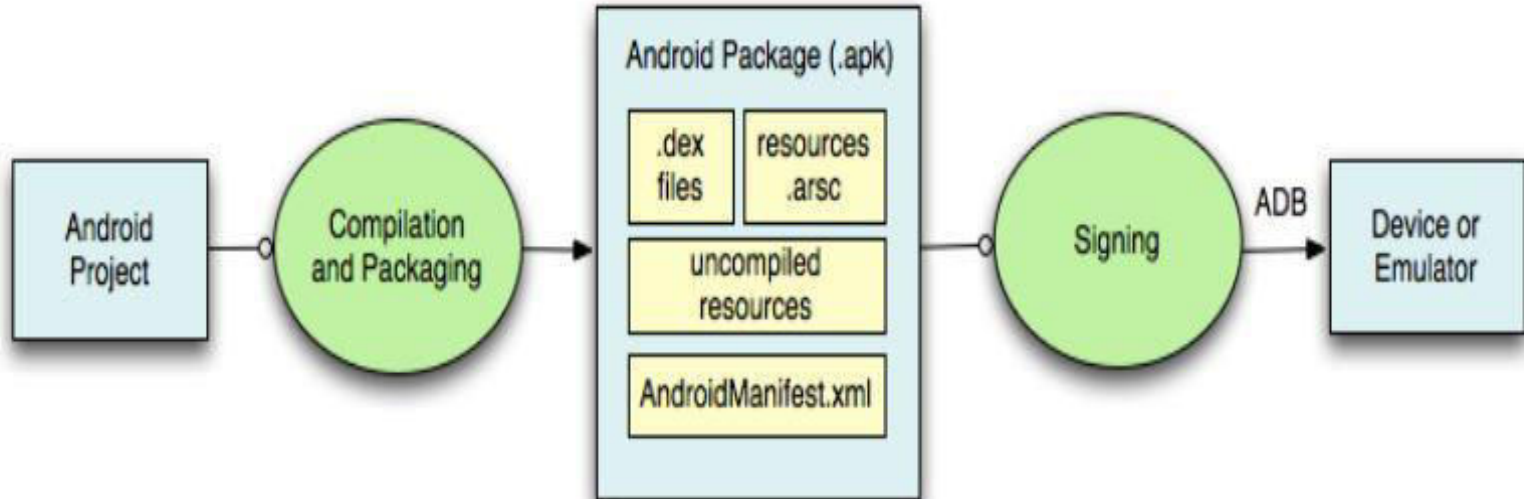 Android
Project
Compilation
and Packaging
Android Package (.apk)
.dex
files
resources
.arsc
uncompiled
resources
AndroidManifest.xml
Signing
ADB
Device or
Emulator